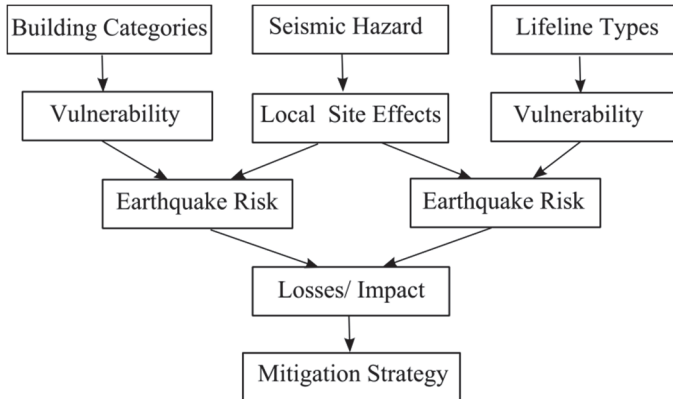 Building Categories
Seismic Hazard
Lifeline Types
Vulnerability
Local Site Effects
Vulnerability
Earthquake Risk
Earthquake Risk
Losses/ Impact
Mitigation Strategy